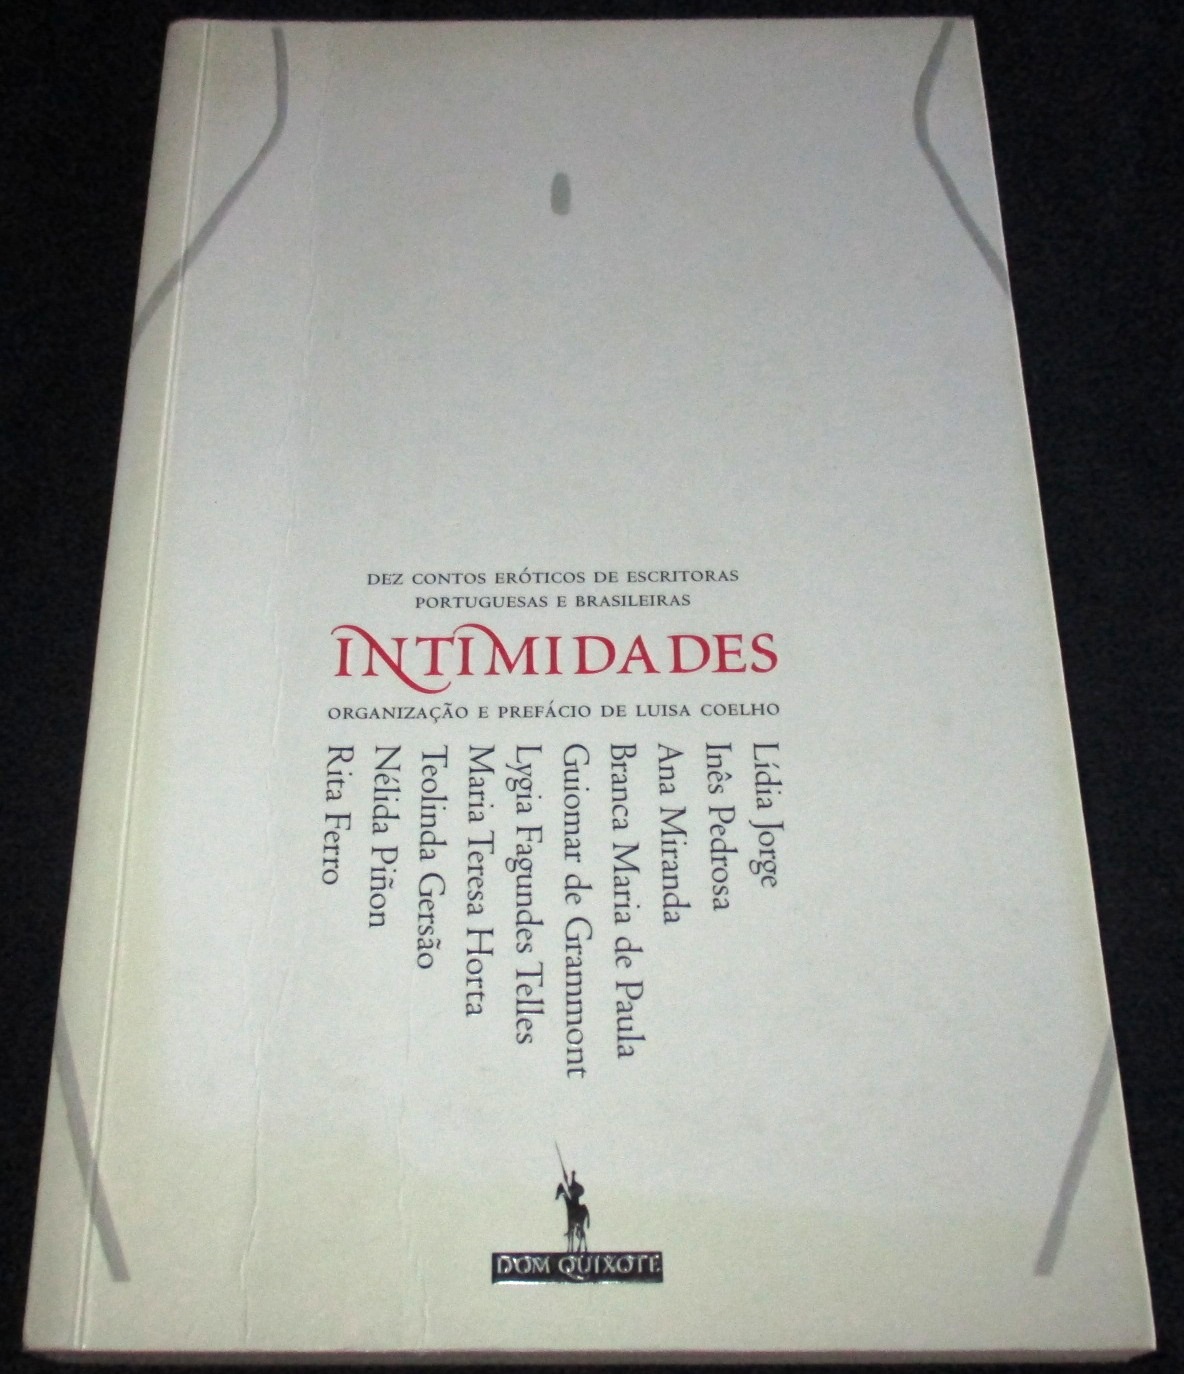 DEZ CONTOS ERÓTICOS DE ESCRITORAS
PORTUGUESAS E BRASILEIRAS
INTIMIDADES
ORGANIZAÇÃO E PREFÁCIO DE LUISA COELHO
Lídia Jorge
Inês Pedrosa
Ana Miranda
Branca Maria de Paula
Guiomar de Grammont
Lygia Fagundes Telles
Maria Teresa Horta
Teolinda Gersão
Nélida Piñon
Rita Ferro
DOM QUIXOTE